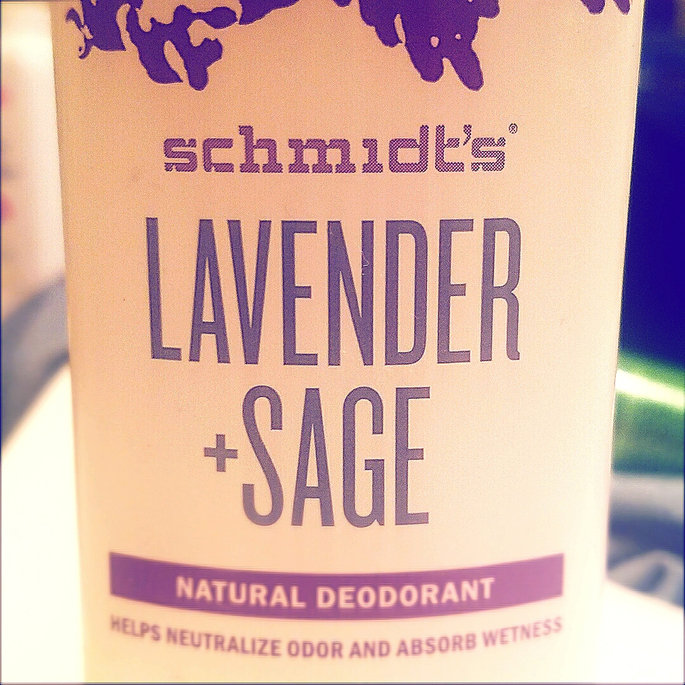 schmidt's®
LAVENDER
+SAGE
NATURAL DEODORANT
HELPS NEUTRALIZE ODOR AND ABSORB WETNESS